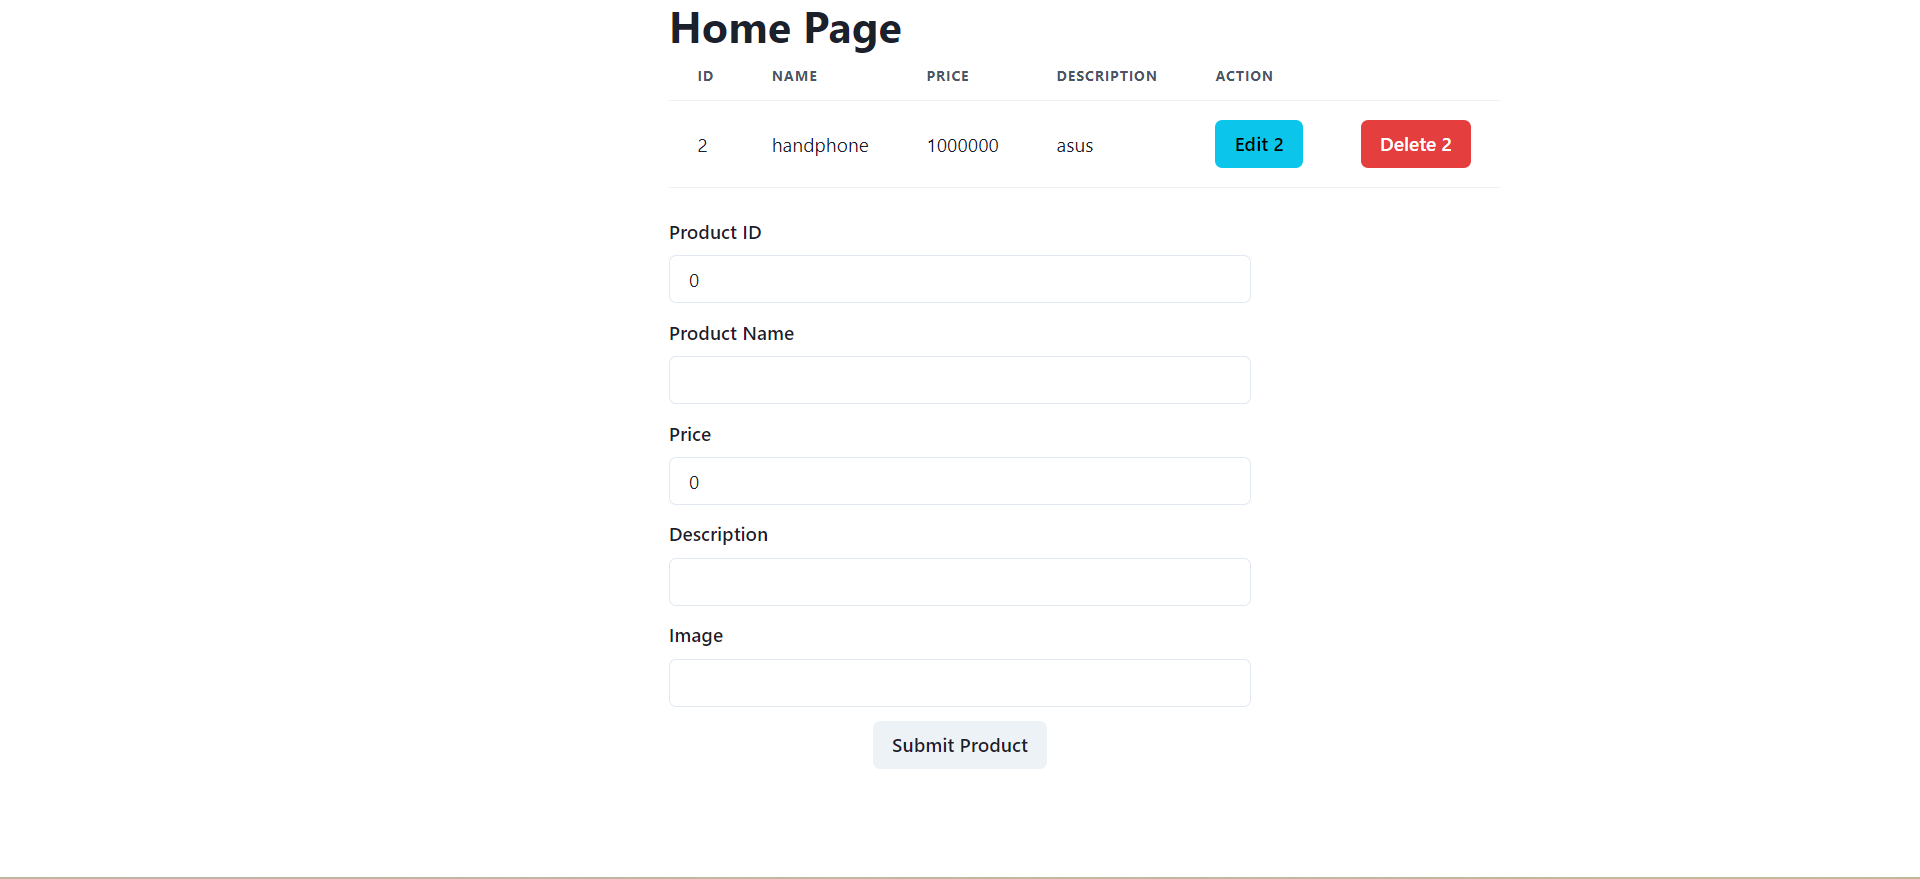 Home Page
ID NAME PRICE DESCRIPTION ACTION
2 handphone 1000000 asus Edit 2 Delete 2
Product ID
0
Product Name
Price
0
Description
Image
Submit Product